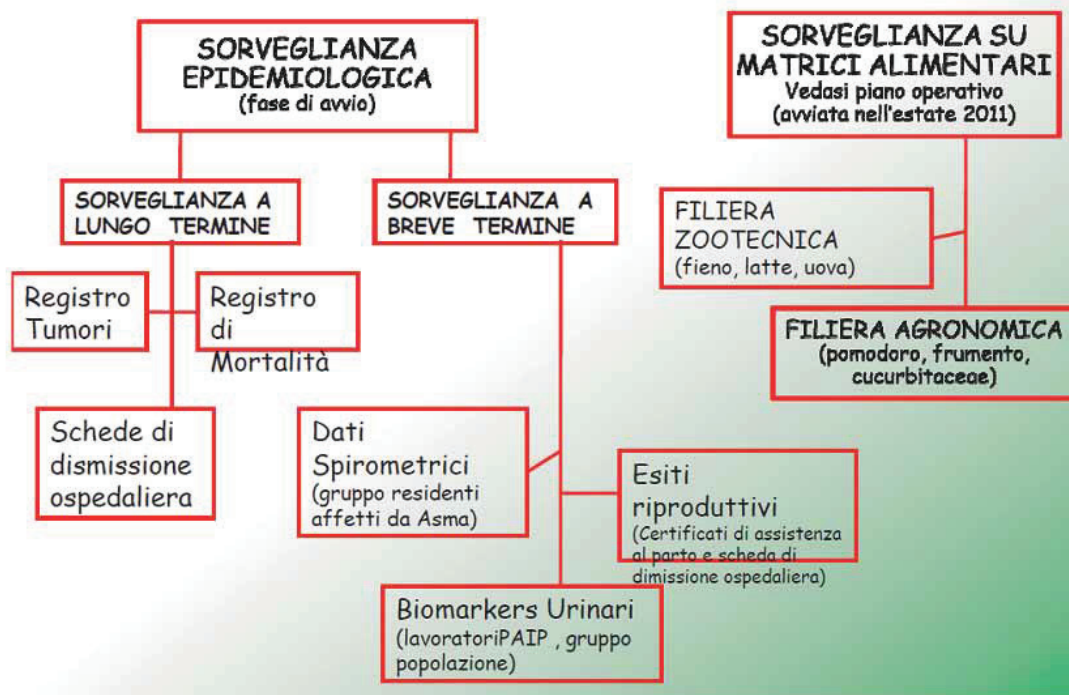 SORVEGLIANZA
EPIDEMIOLOGICA
(fase di avvio)
SORVEGLIANZA A
LUNGO TERMINE
SORVEGLIANZA A
BREVE TERMINE
Registro
Tumori
Registro
di
Mortalità
Schede di
dismissione
ospedaliera
Dati
Spirometrici
(gruppo residenti
affetti da Asma)
Esiti
riproduttivi
(Certificati di assistenza
al parto e scheda di
dimissione ospedaliera)
Biomarkers Urinari
(lavoratoriPAIP , gruppo
popolazione)
SORVEGLIANZA SU
MATRICI ALIMENTARI
Vedasi piano operativo
(avviata nell'estate 2011)
FILIERA
ZOOTECNICA
(fieno, latte, uova)
FILIERA AGRONOMICA
(pomodoro, frumento,
cucurbitaceae)